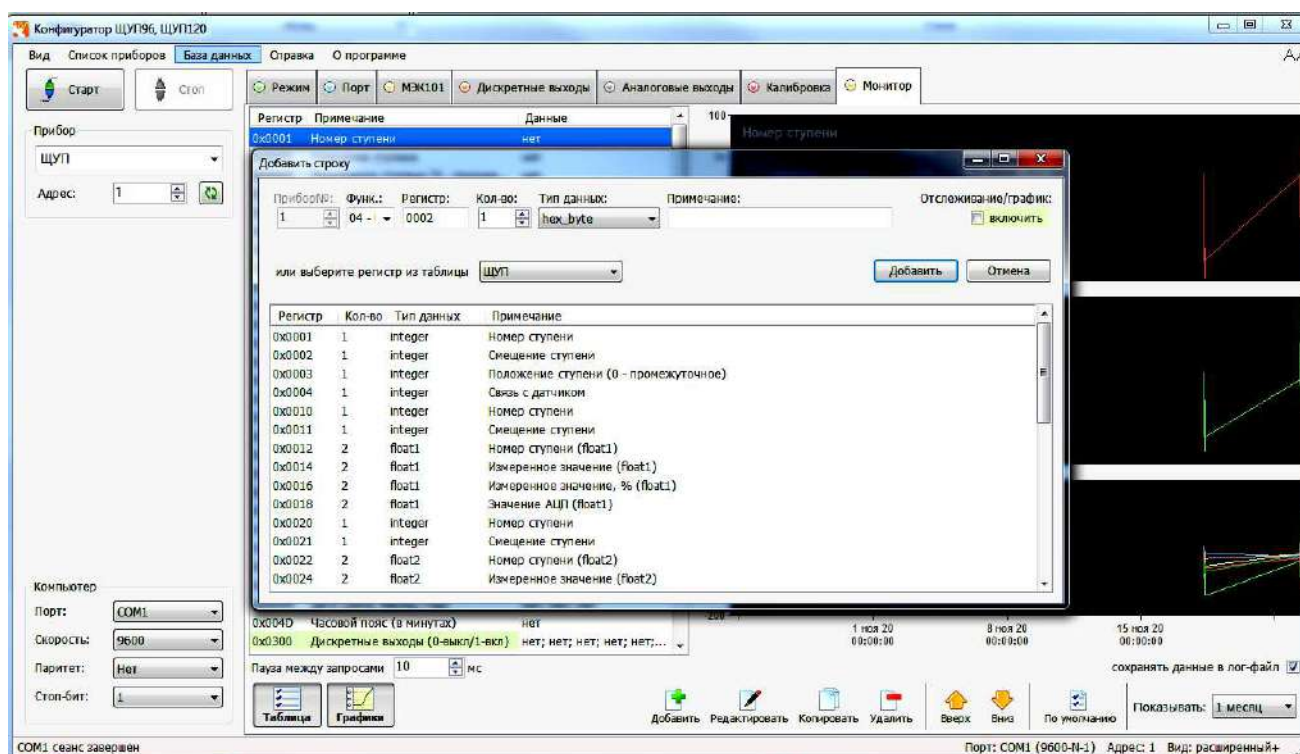 Конфигуратор ЩУП96, ЩУП120
Вид Список приборов База данных Справка О программе
Старт Стоп
Режим Порт МЭК101 Дискретные выходы Аналоговые выходы Калибровка Монитор
Регистр Примечание Данные
0x0001 Номер ступени нет
100
Номер ступени
Прибор
ЩУП
Адрес: 1
Добавить строку
Прибор№: Функ.: Регистр: Кол-во: Тип данных: Примечание: Отслеживание/график:
1 04 - 0002 1 hex_byte включить
или выберите регистр из таблицы ЩУП Добавить Отмена
Регистр Кол-во Тип данных Примечание
0x0001 1 integer Номер ступени
0x0002 1 integer Смещение ступени
0x0003 1 integer Положение ступени (0 - промежуточное)
0x0004 1 integer Связь с датчиком
0x0010 1 integer Номер ступени
0x0011 1 integer Смещение ступени
0x0012 2 float1 Номер ступени (float1)
0x0014 2 float1 Измеренное значение (float1)
0x0016 2 float1 Измеренное значение, % (float1)
0x0018 2 float1 Значение АЦП (float1)
0x0020 1 integer Номер ступени
0x0021 1 integer Смещение ступени
0x0022 2 float2 Номер ступени (float2)
0x0024 2 float2 Измеренное значение (float2)
0x004D Часовой пояс (в минутах) нет
0x0300 Дискретные выходы (0-выкл/1-вкл) нет; нет; нет; нет; нет;...
-200
1 ноя 20 8 ноя 20 15 ноя 20
00:00:00 00:00:00 00:00:00
Компьютер
Порт: COM1
Скорость: 9600
Паритет: Нет
Стоп-бит: 1
Пауза между запросами 10 мс
сохранять данные в лог-файл
Таблица Графики
Добавить Редактировать Копировать Удалить Вверх Вниз По умолчанию Показывать: 1 месяц
COM1 сеанс завершен
Порт: COM1 (9600-N-1) Адрес: 1 Вид: расширенный+